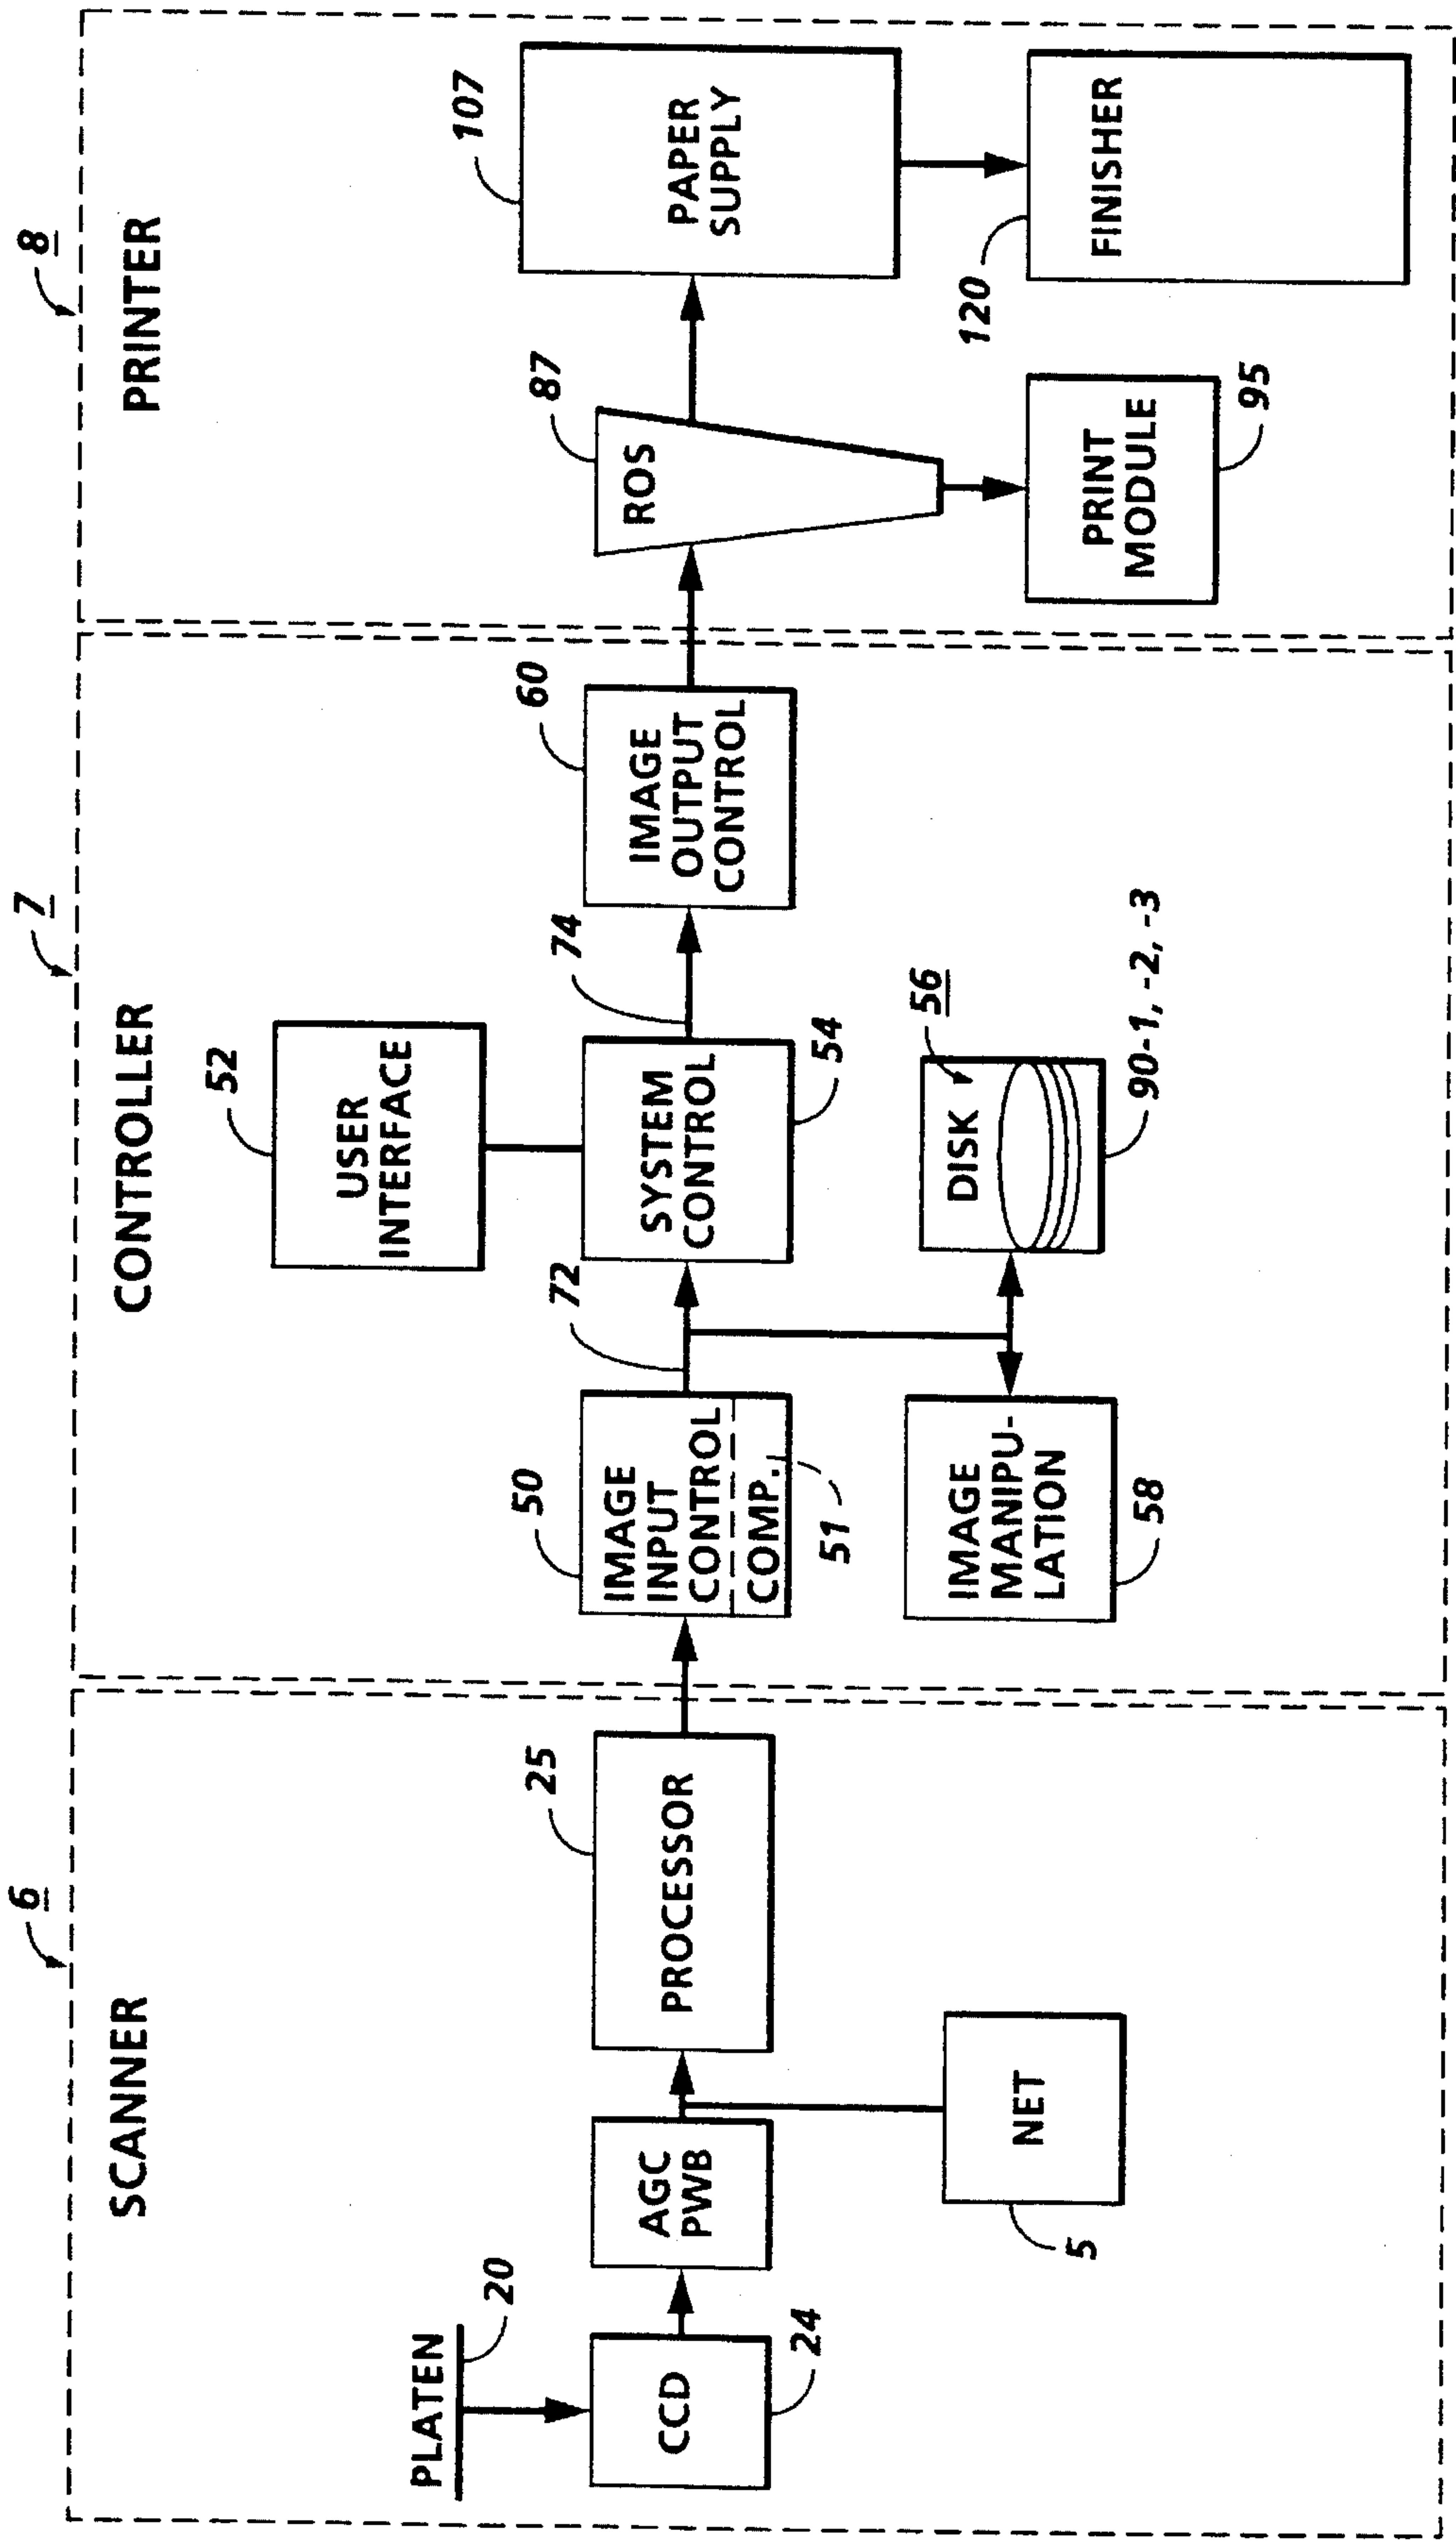 6
SCANNER
PLATEN
20
CCD
24
AGC
PWB
PROCESSOR
25
NET
5
7
CONTROLLER
52
USER
INTERFACE
50
IMAGE
INPUT
CONTROL
COMP.
51
72
SYSTEM
CONTROL
54
74
IMAGE
OUTPUT
CONTROL
60
IMAGE
MANIPU-
LATION
58
DISK
56
90-1, -2, -3
8
PRINTER
ROS
87
PAPER
SUPPLY
107
PRINT
MODULE
95
FINISHER
120